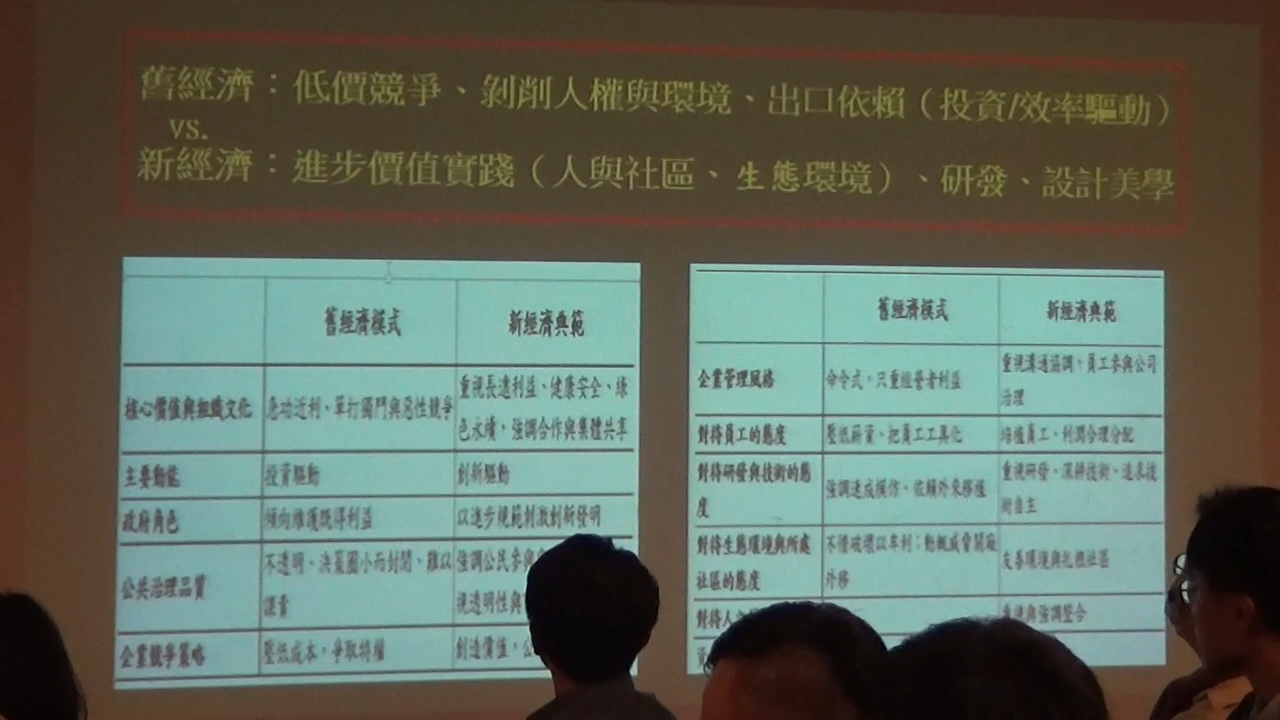 舊經濟：低價競爭、剝削人權與環境、出口依賴（投資/效率驅動）
vs.
新經濟：進步價值實踐（人與社區、生態環境）、研發、設計美學
舊經濟模式 新經濟典範
核心價值與組織文化 急功近利、單打獨鬥與惡性競爭 重視長遠利益、健康安全、綠
色永續，強調合作與集體共享
主要動能 投資驅動 創新驅動
政府角色 傾向維護既得利益 以進步規範刺激創新發明
公共治理品質 不透明、決策圈小而封閉、難以 強調公民參與
課責 視透明性與
企業競爭策略 壓低成本，爭取特權 創造價值，
舊經濟模式 新經濟典範
企業管理風格 命令式、只重經營者利益 重視溝通協調、員工參與公司
治理
對待員工的態度 壓低薪資、把員工工具化 培植員工、利潤合理分配
對待研發與技術的態 強調速成模仿、依賴外來移植 重視研發、深耕技術、追求技
度 術自主
對待生態環境與所處 不惜破壞以牟利；動輒威脅關廠 友善環境與扎根社區
社區的態度 外移
對待人 重視與強調整合